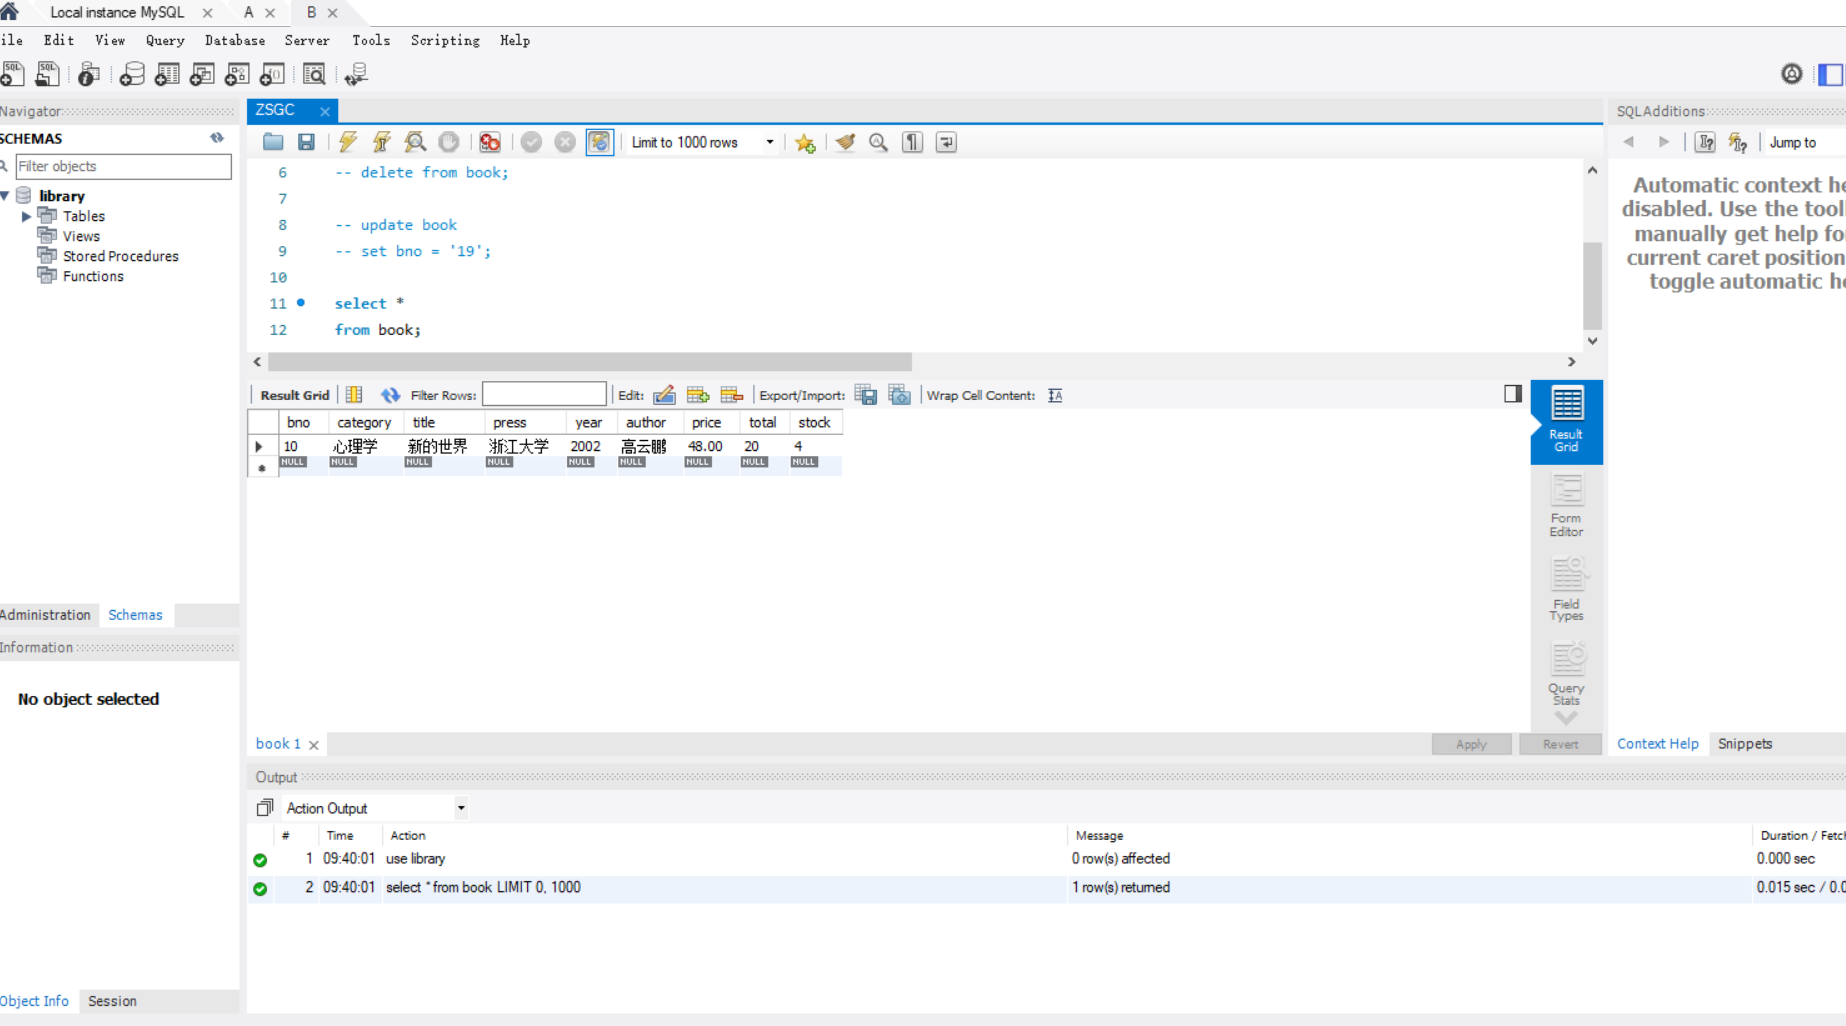 Local instance MySQL × A × B ×
ile Edit View Query Database Server Tools Scripting Help
Navigator
ZSGC ×
SQLAdditions
SCHEMAS
Limit to 1000 rows
Jump to
Filter objects
library
Tables
Views
Stored Procedures
Functions
6 -- delete from book;
7
8 -- update book
9 -- set bno = '19';
10
11 select *
12 from book;
Automatic context he
disabled. Use the tool
manually get help fo
current caret position
toggle automatic he
Result Grid Filter Rows: Edit: Export/Import: Wrap Cell Content:
bno category title press year author price total stock
10 心理学 新的世界 浙江大学 2002 高云鹏 48.00 20 4
NULL NULL NULL NULL NULL NULL NULL NULL NULL
Result
Grid
Form
Editor
Field
Types
Query
Stats
Administration Schemas
Information
No object selected
book 1 ×
Apply Revert
Context Help Snippets
Output
Action Output
# Time Action Message Duration / Fetch
1 09:40:01 use library 0 row(s) affected 0.000 sec
2 09:40:01 select * from book LIMIT 0, 1000 1 row(s) returned 0.015 sec / 0.0
Object Info Session